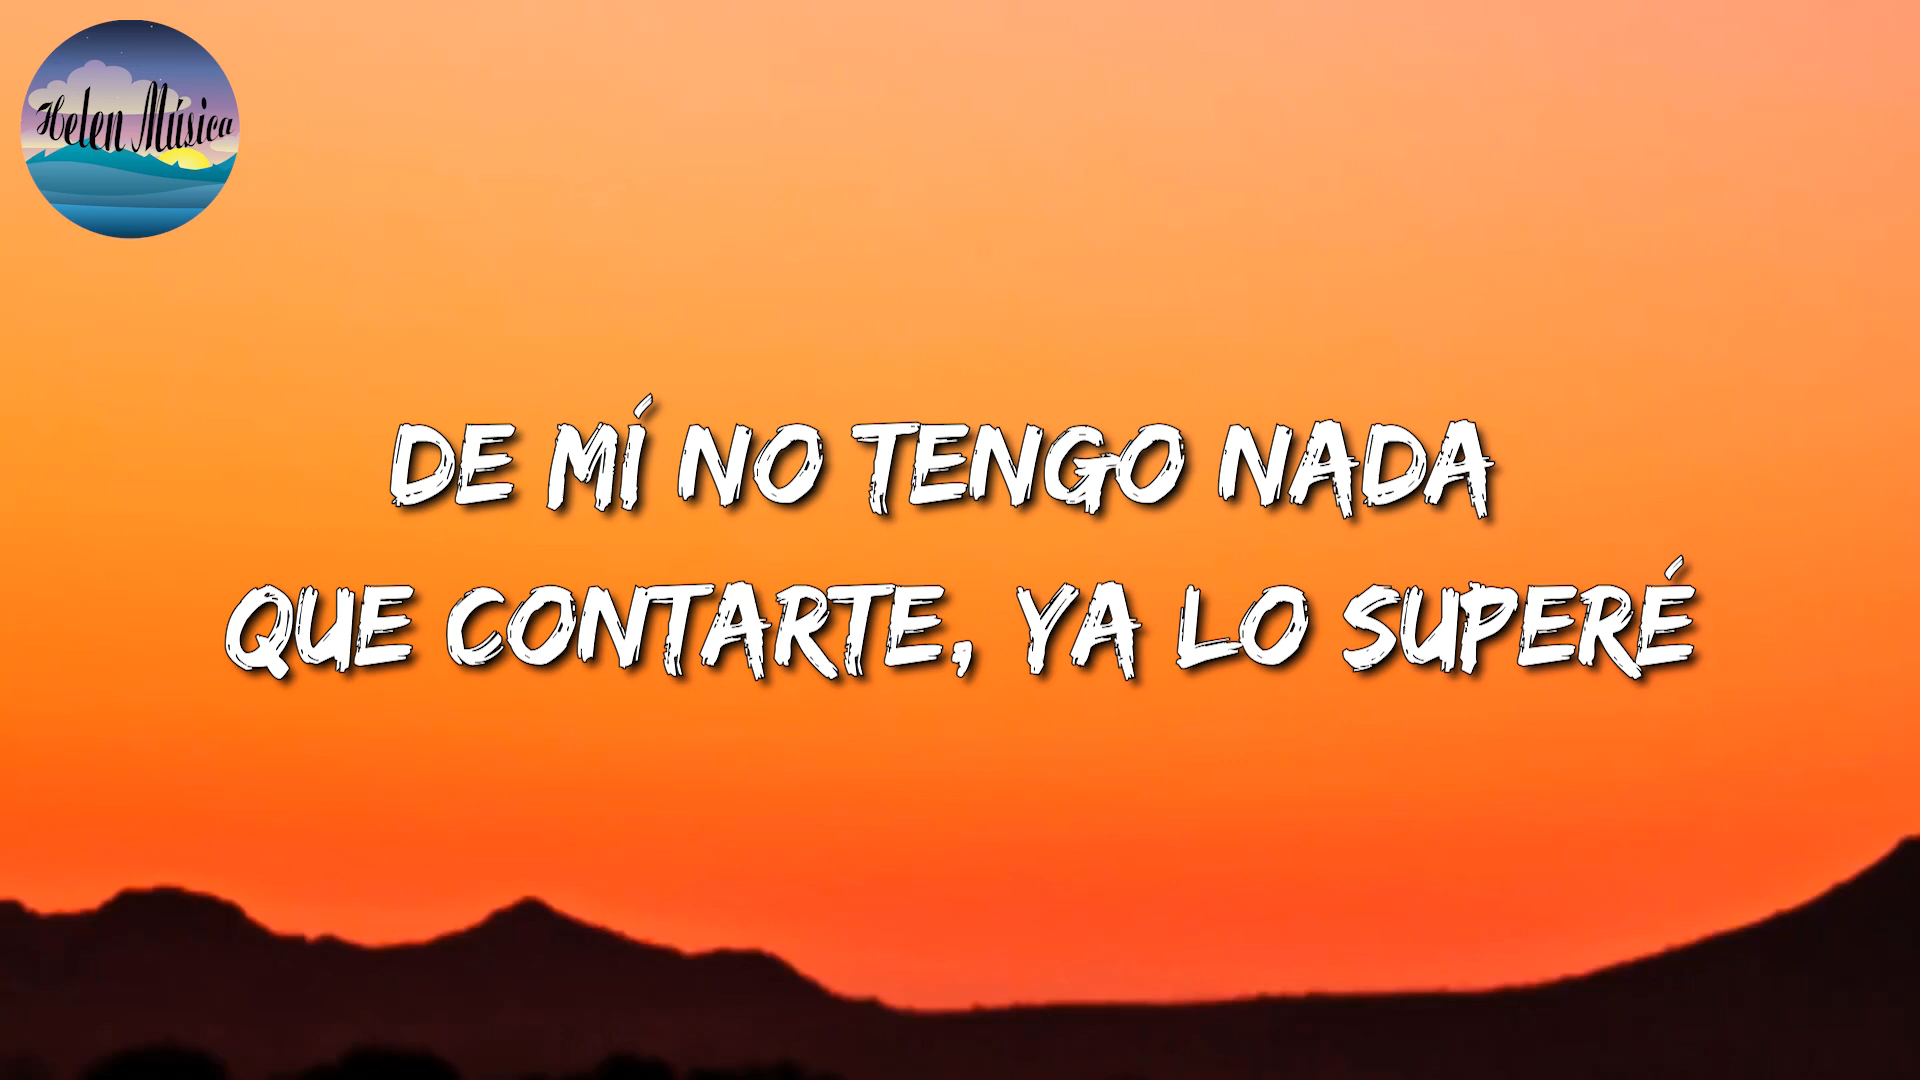 Helen Música
DE MÍ NO TENGO NADA
QUE CONTARTE, YA LO SUPERÉ